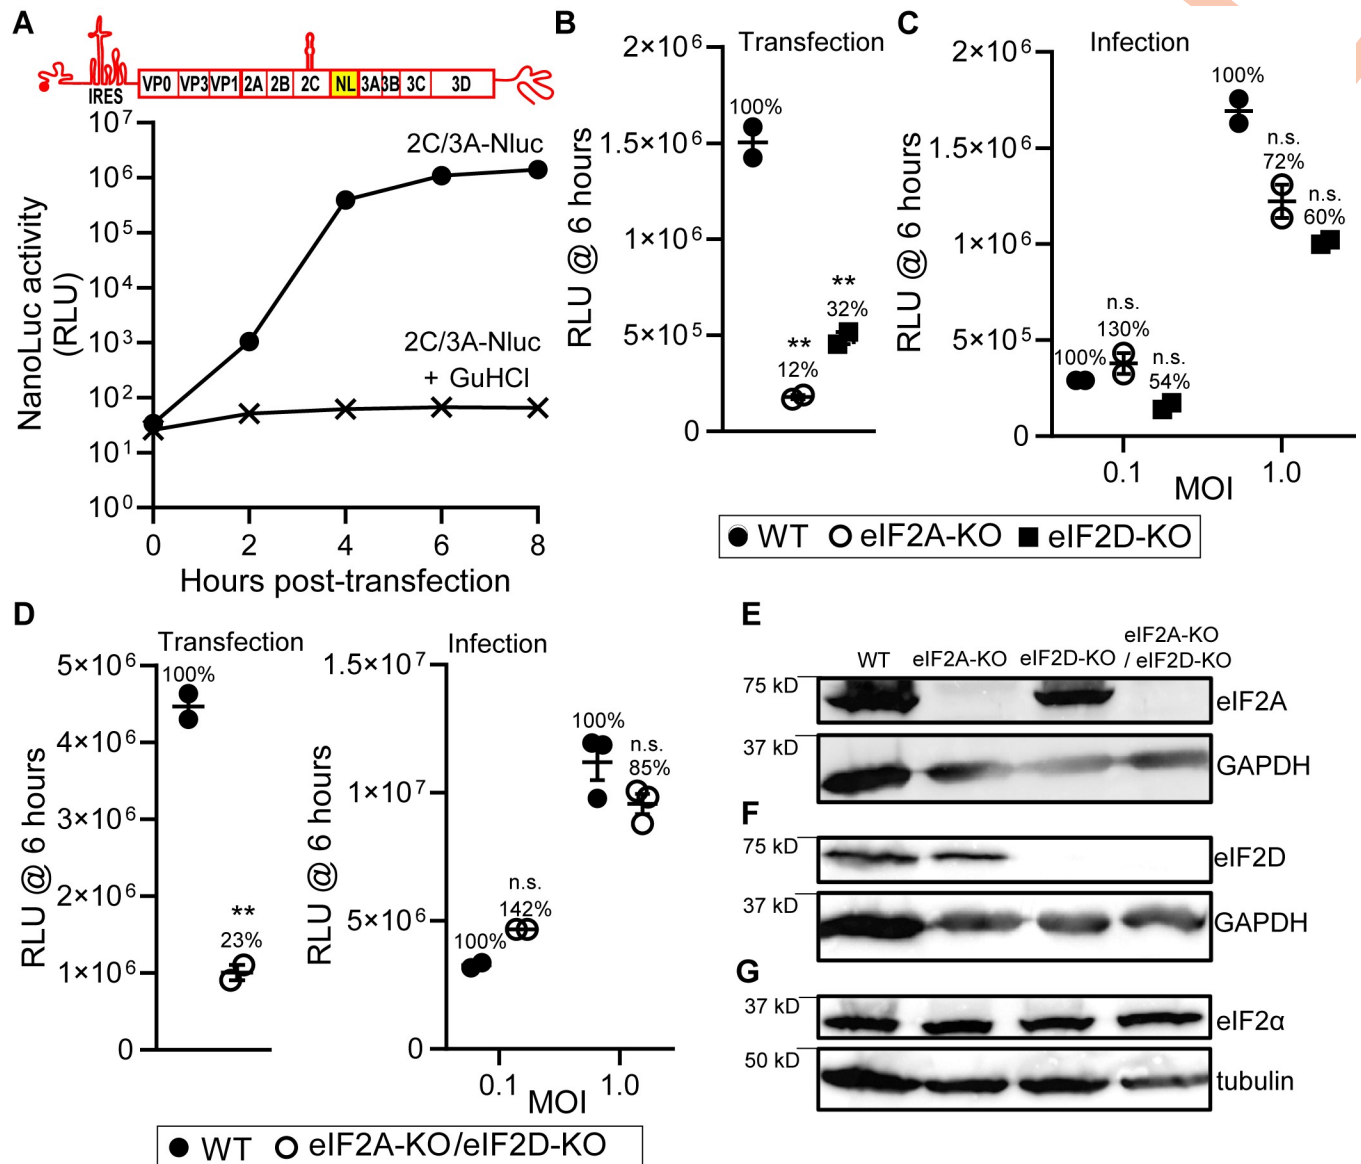 A
IRES
VP0 VP3 VP1 2A 2B 2C NL 3A 3B 3C 3D
NanoLuc activity
(RLU)
10⁷
10⁶
10⁵
10⁴
10³
10²
10¹
10⁰
2C/3A-Nluc
2C/3A-Nluc
+ GuHCl
0 2 4 6 8
Hours post-transfection
B
Transfection
RLU @ 6 hours
2×10⁶
1.5×10⁶
1×10⁶
5×10⁵
0
100%
**
12%
**
32%
C
Infection
RLU @ 6 hours
2×10⁶
1.5×10⁶
1×10⁶
5×10⁵
0
100%
n.s.
130%
n.s.
54%
100%
n.s.
72%
n.s.
60%
0.1 1.0
MOI
WT eIF2A-KO eIF2D-KO
D
Transfection
RLU @ 6 hours
5×10⁶
4×10⁶
3×10⁶
2×10⁶
1×10⁶
0
100%
**
23%
Infection
RLU @ 6 hours
1.5×10⁷
1×10⁷
5×10⁶
0
100%
n.s.
142%
100%
n.s.
85%
0.1 1.0
MOI
WT eIF2A-KO/eIF2D-KO
E
WT eIF2A-KO eIF2D-KO eIF2A-KO
/ eIF2D-KO
75 kD
eIF2A
37 kD
GAPDH
F
75 kD
eIF2D
37 kD
GAPDH
G
37 kD
eIF2α
50 kD
tubulin